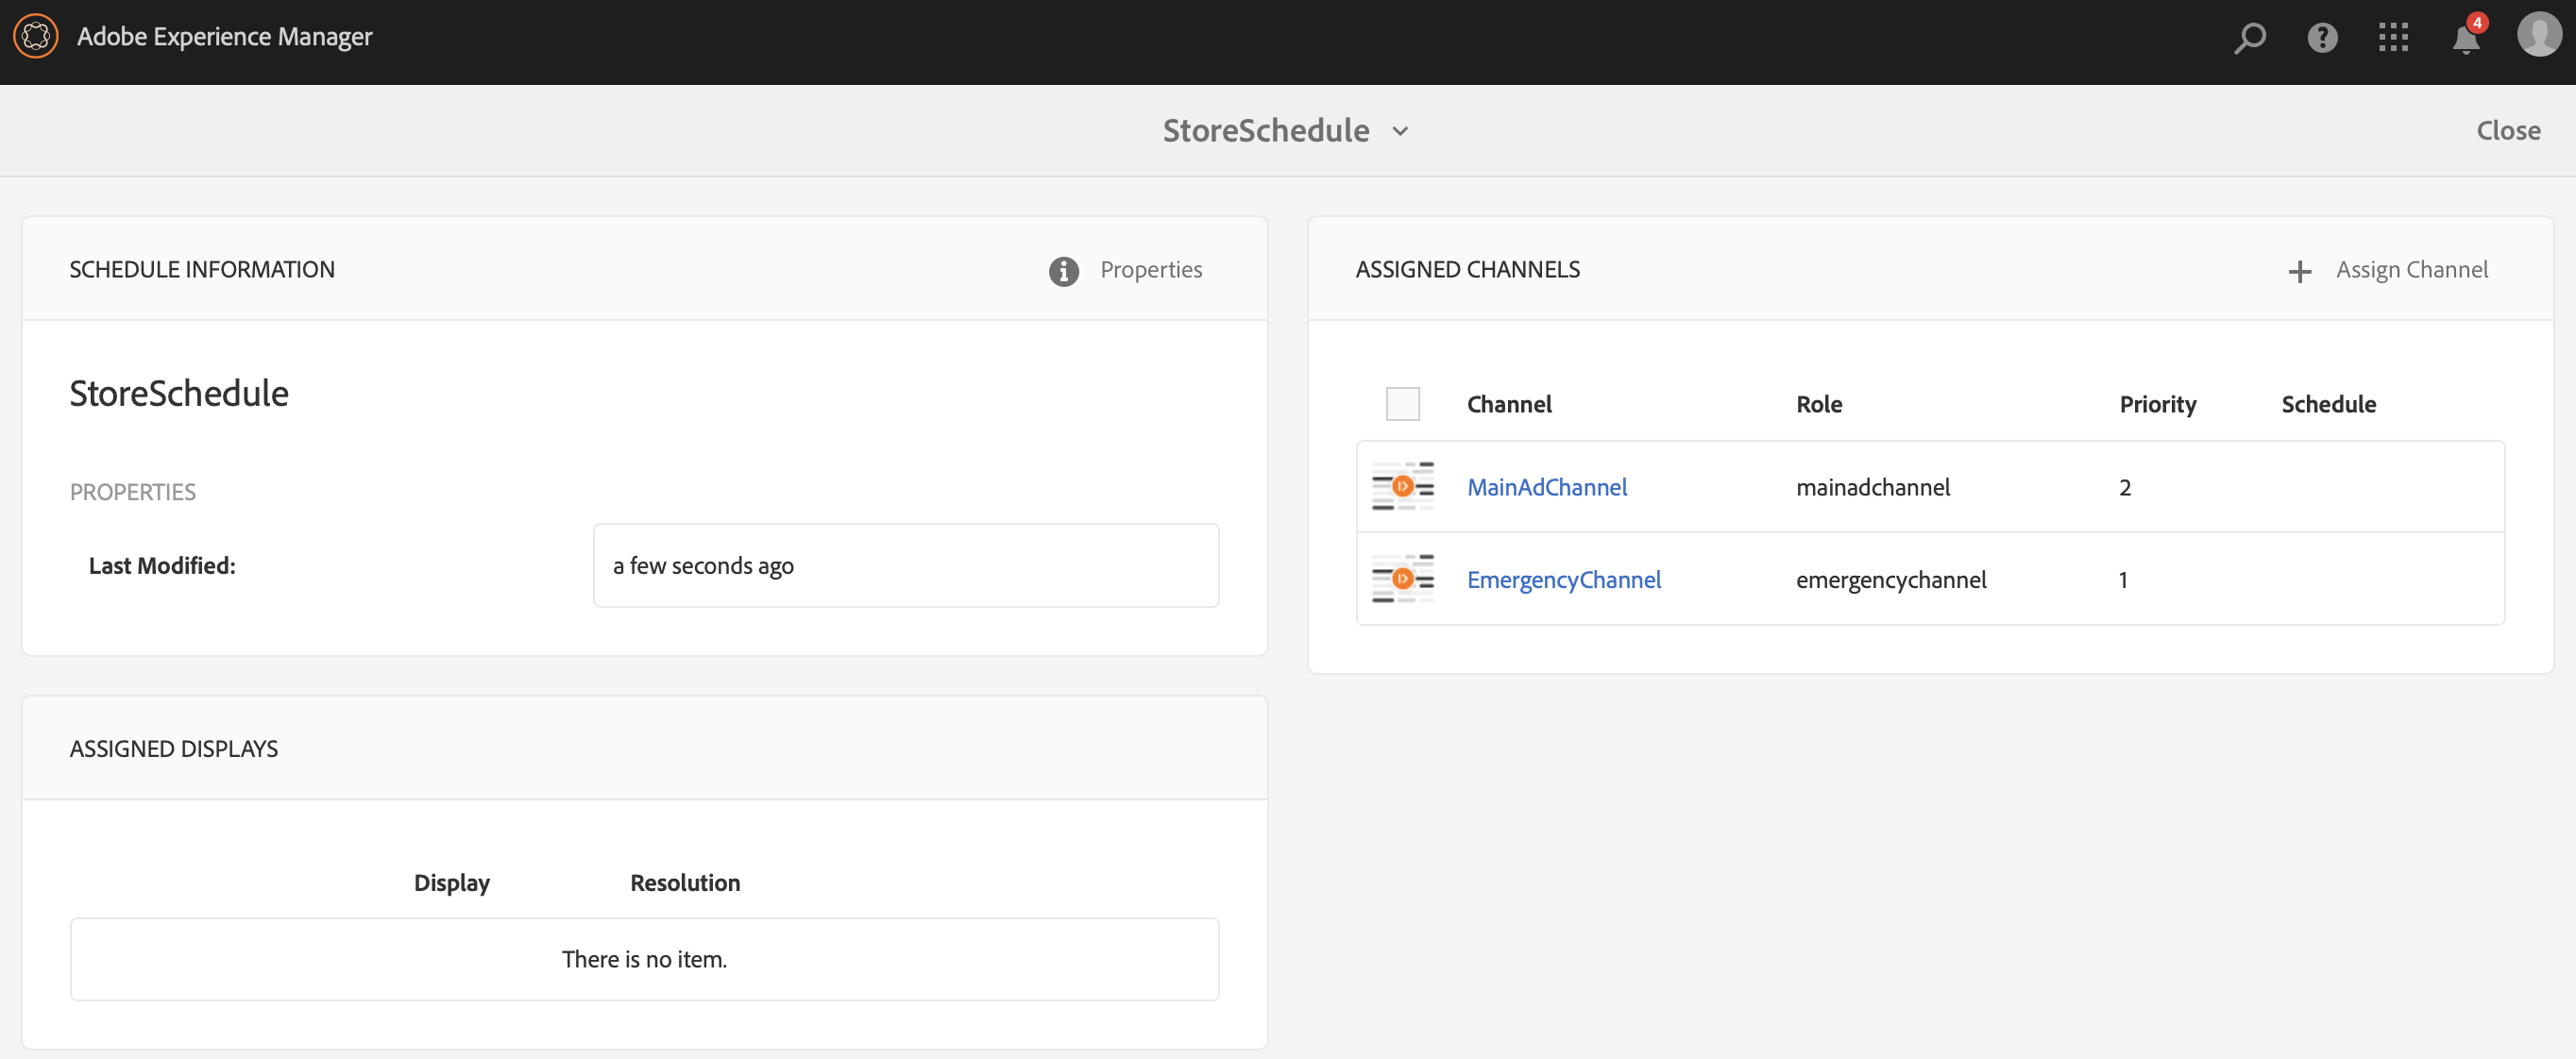 Adobe Experience Manager
4
StoreSchedule
Close
SCHEDULE INFORMATION
Properties
StoreSchedule
PROPERTIES
Last Modified:
a few seconds ago
ASSIGNED DISPLAYS
Display Resolution
There is no item.
ASSIGNED CHANNELS
Assign Channel
Channel Role Priority Schedule
MainAdChannel mainadchannel 2
EmergencyChannel emergencychannel 1